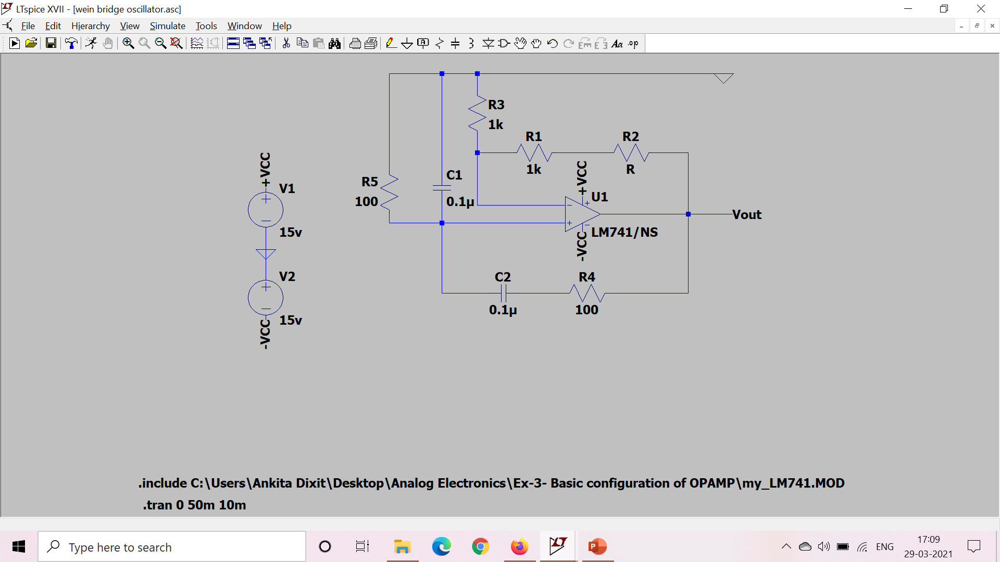 LTspice XVII - [wein bridge oscillator.asc]
File Edit Hierarchy View Simulate Tools Window Help
R3
1k
R1
1k
R2
R
+VCC
V1
15v
V2
15v
-VCC
R5
100
C1
0.1µ
+VCC
U1
LM741/NS
-VCC
Vout
C2
0.1µ
R4
100
.include C:\Users\Ankita Dixit\Desktop\Analog Electronics\Ex-3- Basic configuration of OPAMP\my_LM741.MOD
.tran 0 50m 10m
Type here to search
ENG
17:09
29-03-2021